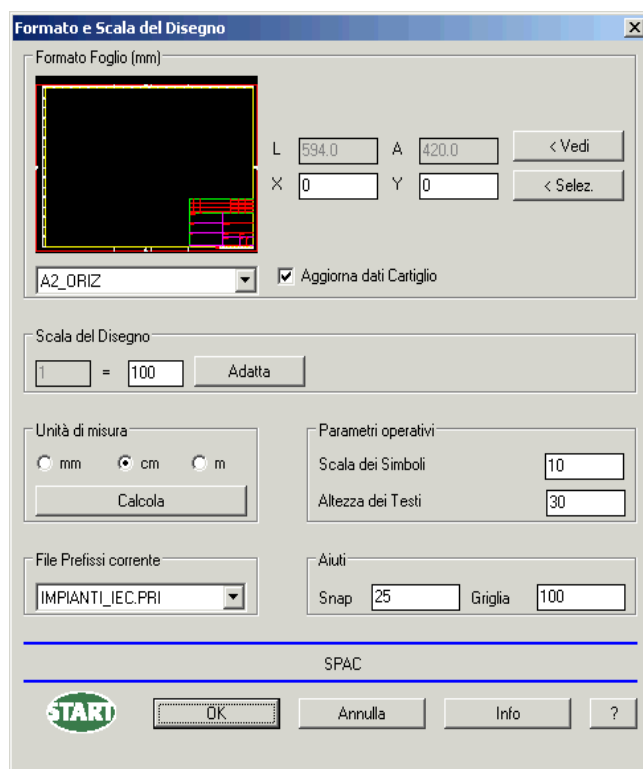 Formato e Scala del Disegno
Formato Foglio (mm)
L 594.0 A 420.0 < Vedi
X 0 Y 0 < Selez.
A2_ORIZ Aggiorna dati Cartiglio
Scala del Disegno
1 = 100 Adatta
Unità di misura Parametri operativi
mm cm m Scala dei Simboli 10
Calcola Altezza dei Testi 30
File Prefissi corrente Aiuti
IMPIANTI_IEC.PRI Snap 25 Griglia 100
SPAC
START OK Annulla Info ?